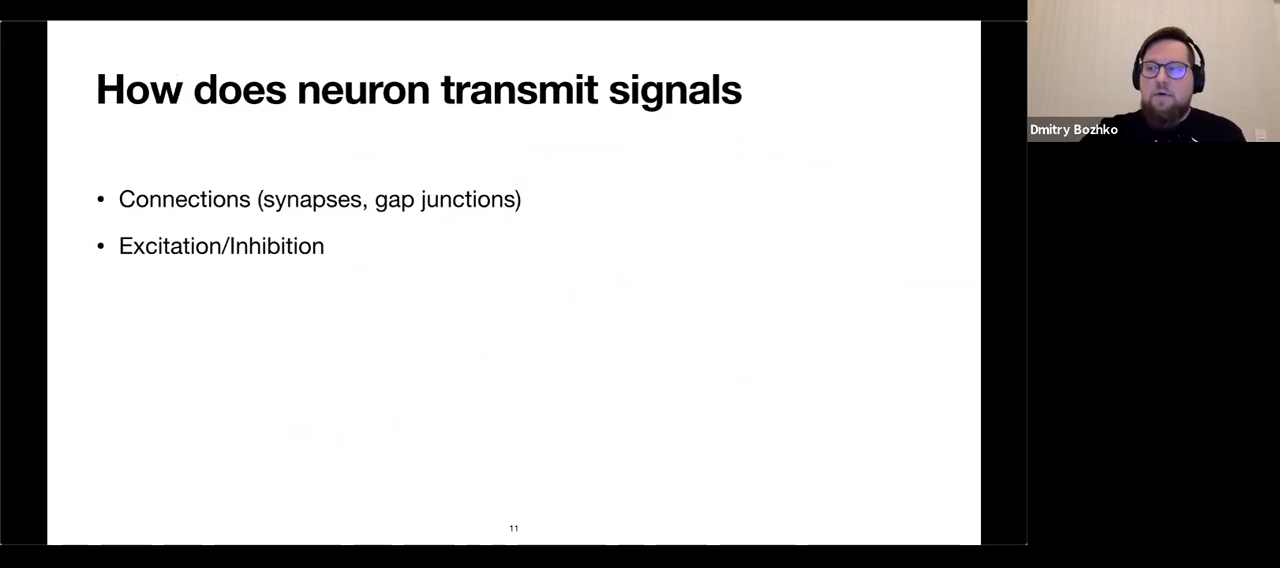 How does neuron transmit signals
• Connections (synapses, gap junctions)
• Excitation/Inhibition
11
Dmitry Bozhko